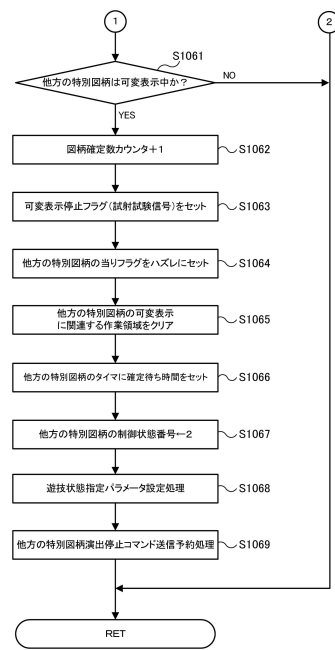 1
2
S1061
他方の特別図柄は可変表示中か?
NO
YES
図柄確定数カウンタ+1
S1062
可変表示停止フラグ(試射試験信号)をセット
S1063
他方の特別図柄の当りフラグをハズレにセット
S1064
他方の特別図柄の可変表示
に関連する作業領域をクリア
S1065
他方の特別図柄のタイマに確定待ち時間をセット
S1066
他方の特別図柄の制御状態番号←2
S1067
遊技状態指定パラメータ設定処理
S1068
他方の特別図柄演出停止コマンド送信予約処理
S1069
RET